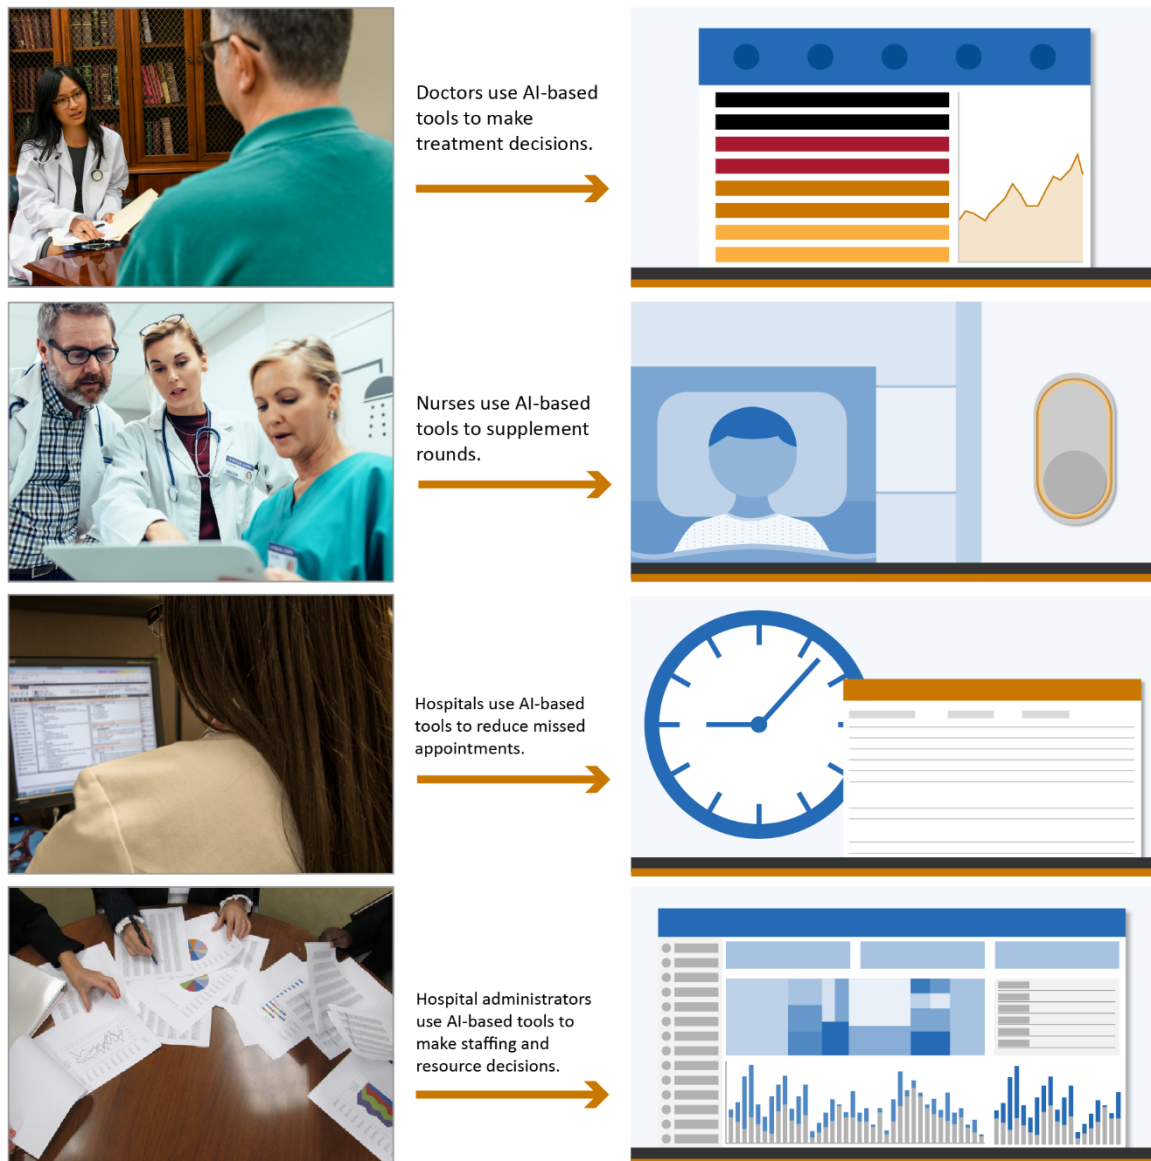 Doctors use AI-based
tools to make
treatment decisions.
Nurses use AI-based
tools to supplement
rounds.
Hospitals use AI-based
tools to reduce missed
appointments.
Hospital administrators
use AI-based tools to
make staffing and
resource decisions.